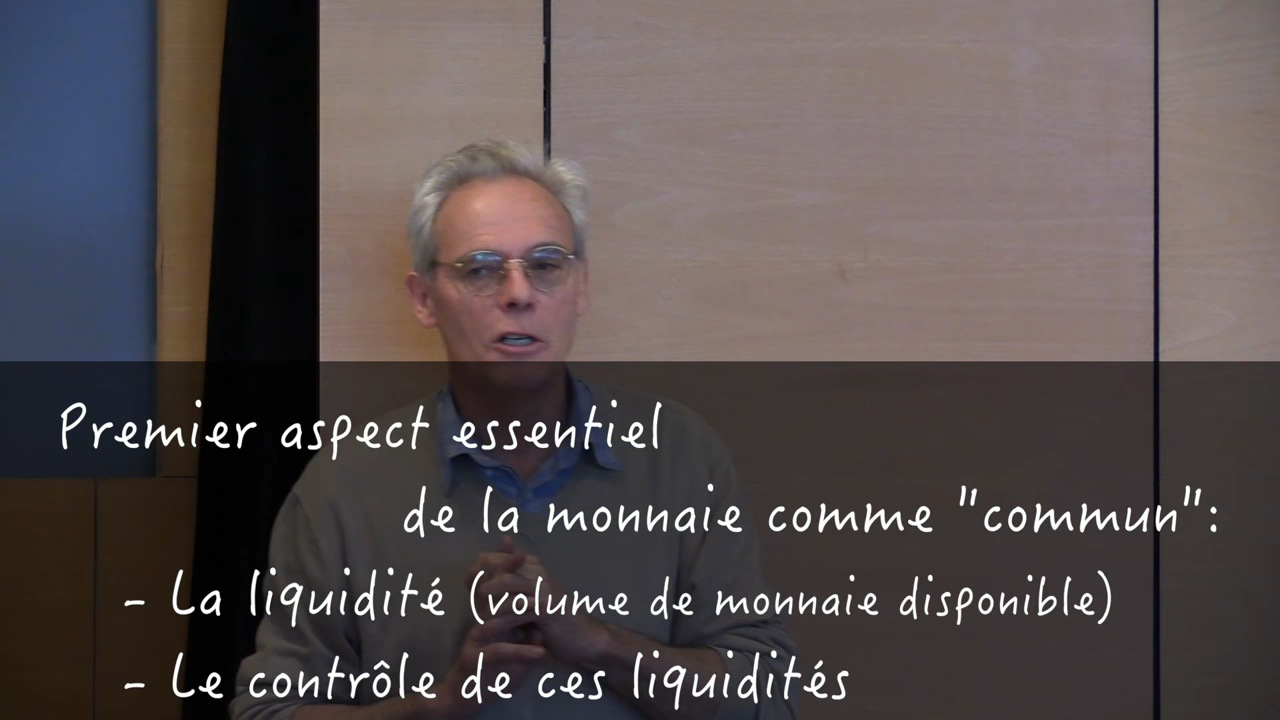 Premier aspect essentiel
de la monnaie comme "commun":
- La liquidité (volume de monnaie disponible)
- Le contrôle de ces liquidités